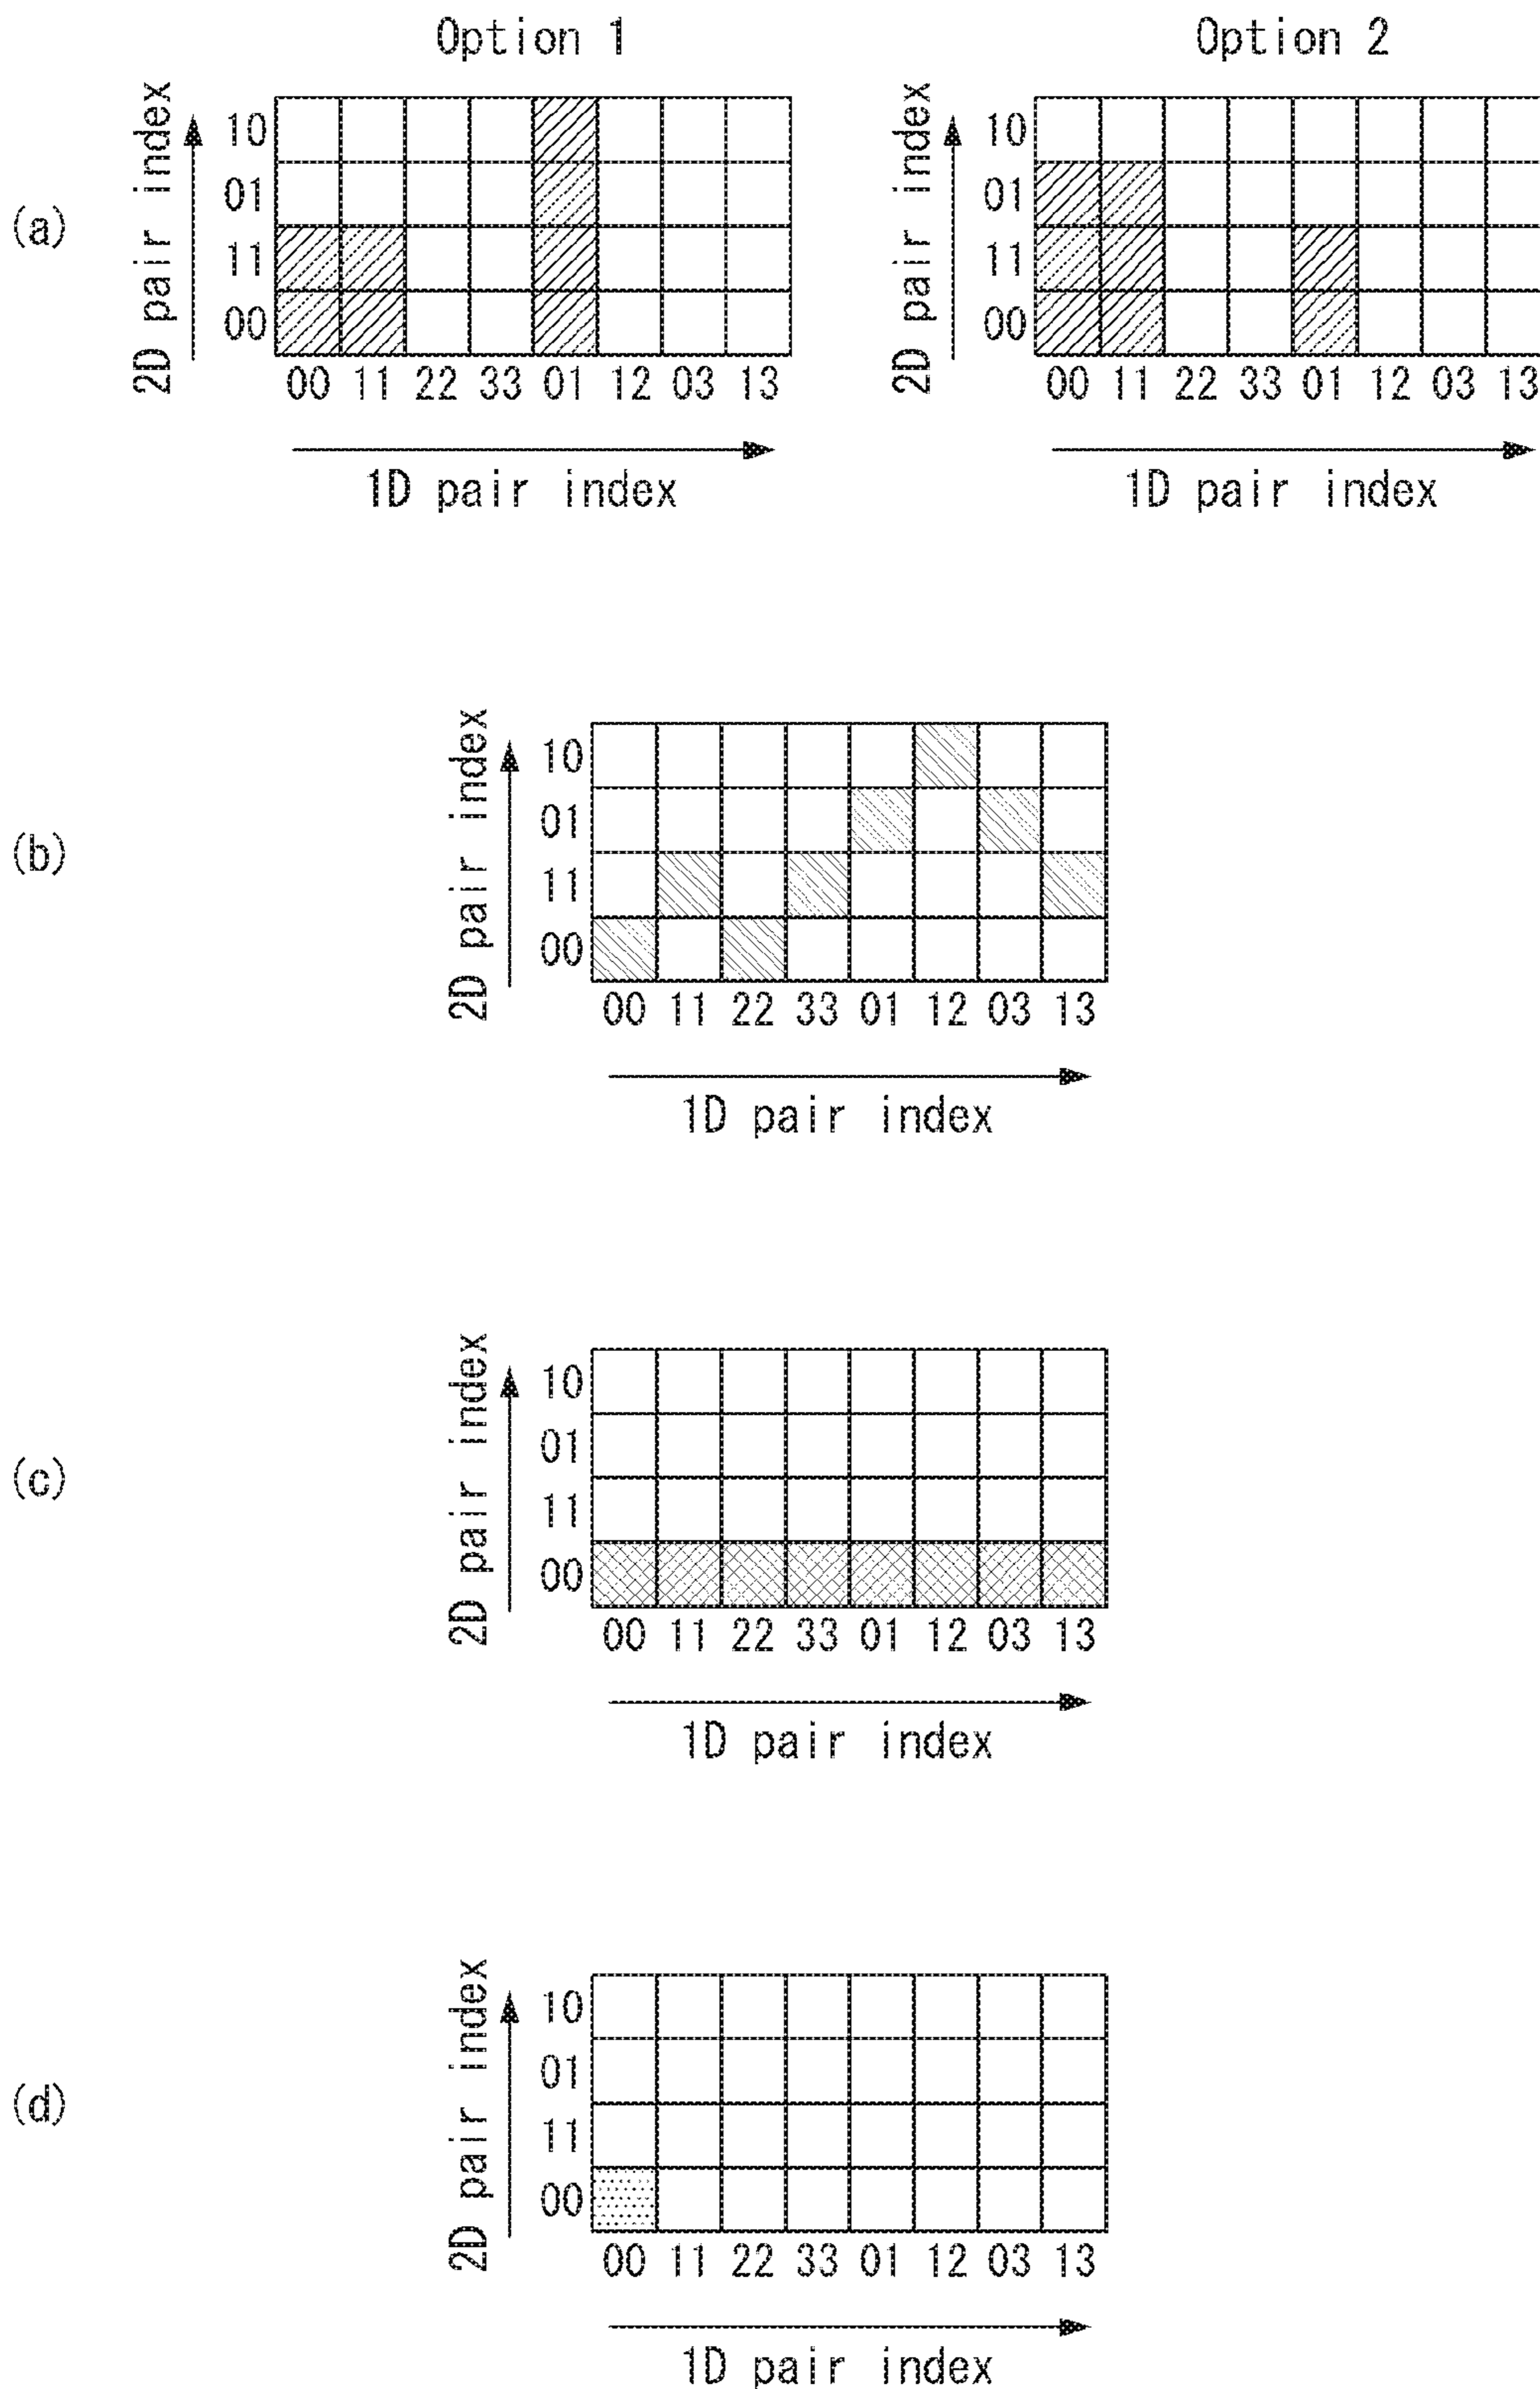 Option 1
Option 2
(a)
2D pair index
10
01
11
00
00 11 22 33 01 12 03 13
1D pair index
2D pair index
10
01
11
00
00 11 22 33 01 12 03 13
1D pair index
(b)
2D pair index
10
01
11
00
00 11 22 33 01 12 03 13
1D pair index
(c)
2D pair index
10
01
11
00
00 11 22 33 01 12 03 13
1D pair index
(d)
2D pair index
10
01
11
00
00 11 22 33 01 12 03 13
1D pair index